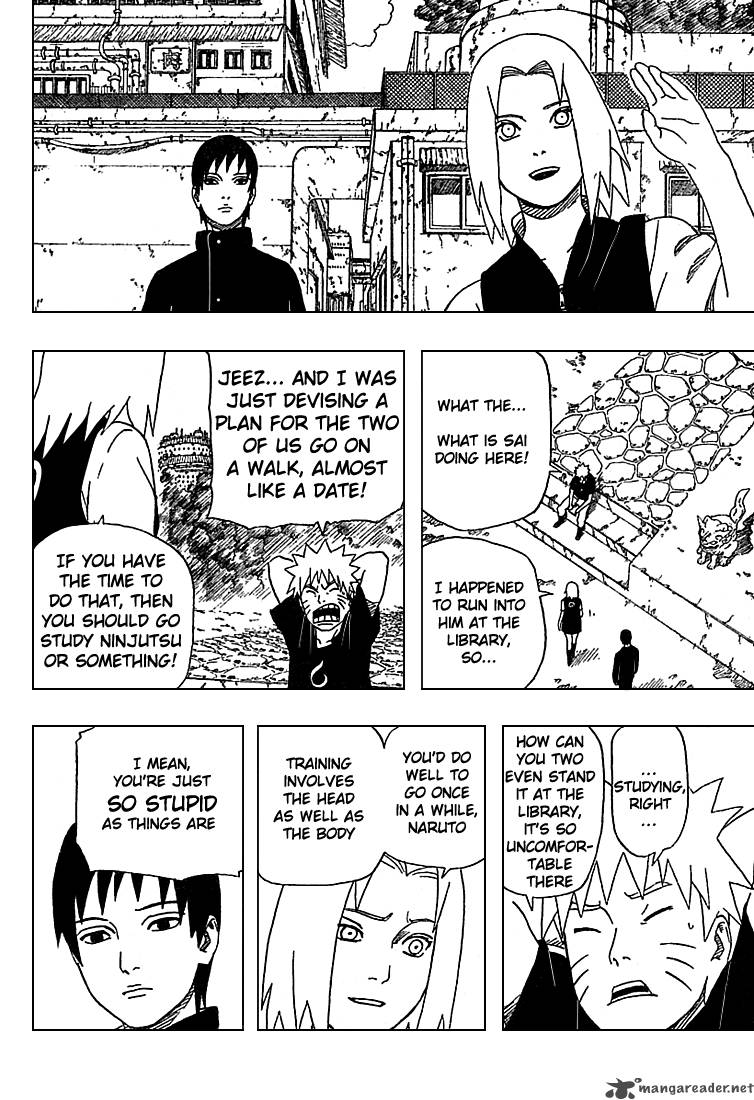 肉
WHAT THE...
WHAT IS SAI
DOING HERE!
I HAPPENED
TO RUN INTO
HIM AT THE
LIBRARY,
SO...
JEEZ... AND I WAS
JUST DEVISING A
PLAN FOR THE TWO
OF US GO ON
A WALK, ALMOST
LIKE A DATE!
IF YOU HAVE
THE TIME TO
DO THAT, THEN
YOU SHOULD GO
STUDY NINJUTSU
OR SOMETHING!
...
STUDYING,
RIGHT
...
HOW CAN
YOU TWO
EVEN STAND
IT AT THE
LIBRARY,
IT'S SO
UNCOMFOR-
TABLE
THERE
YOU'D DO
WELL TO
GO ONCE
IN A WHILE,
NARUTO
TRAINING
INVOLVES
THE HEAD
AS WELL AS
THE BODY
I MEAN,
YOU'RE JUST
SO STUPID
AS THINGS ARE
mangareader.net